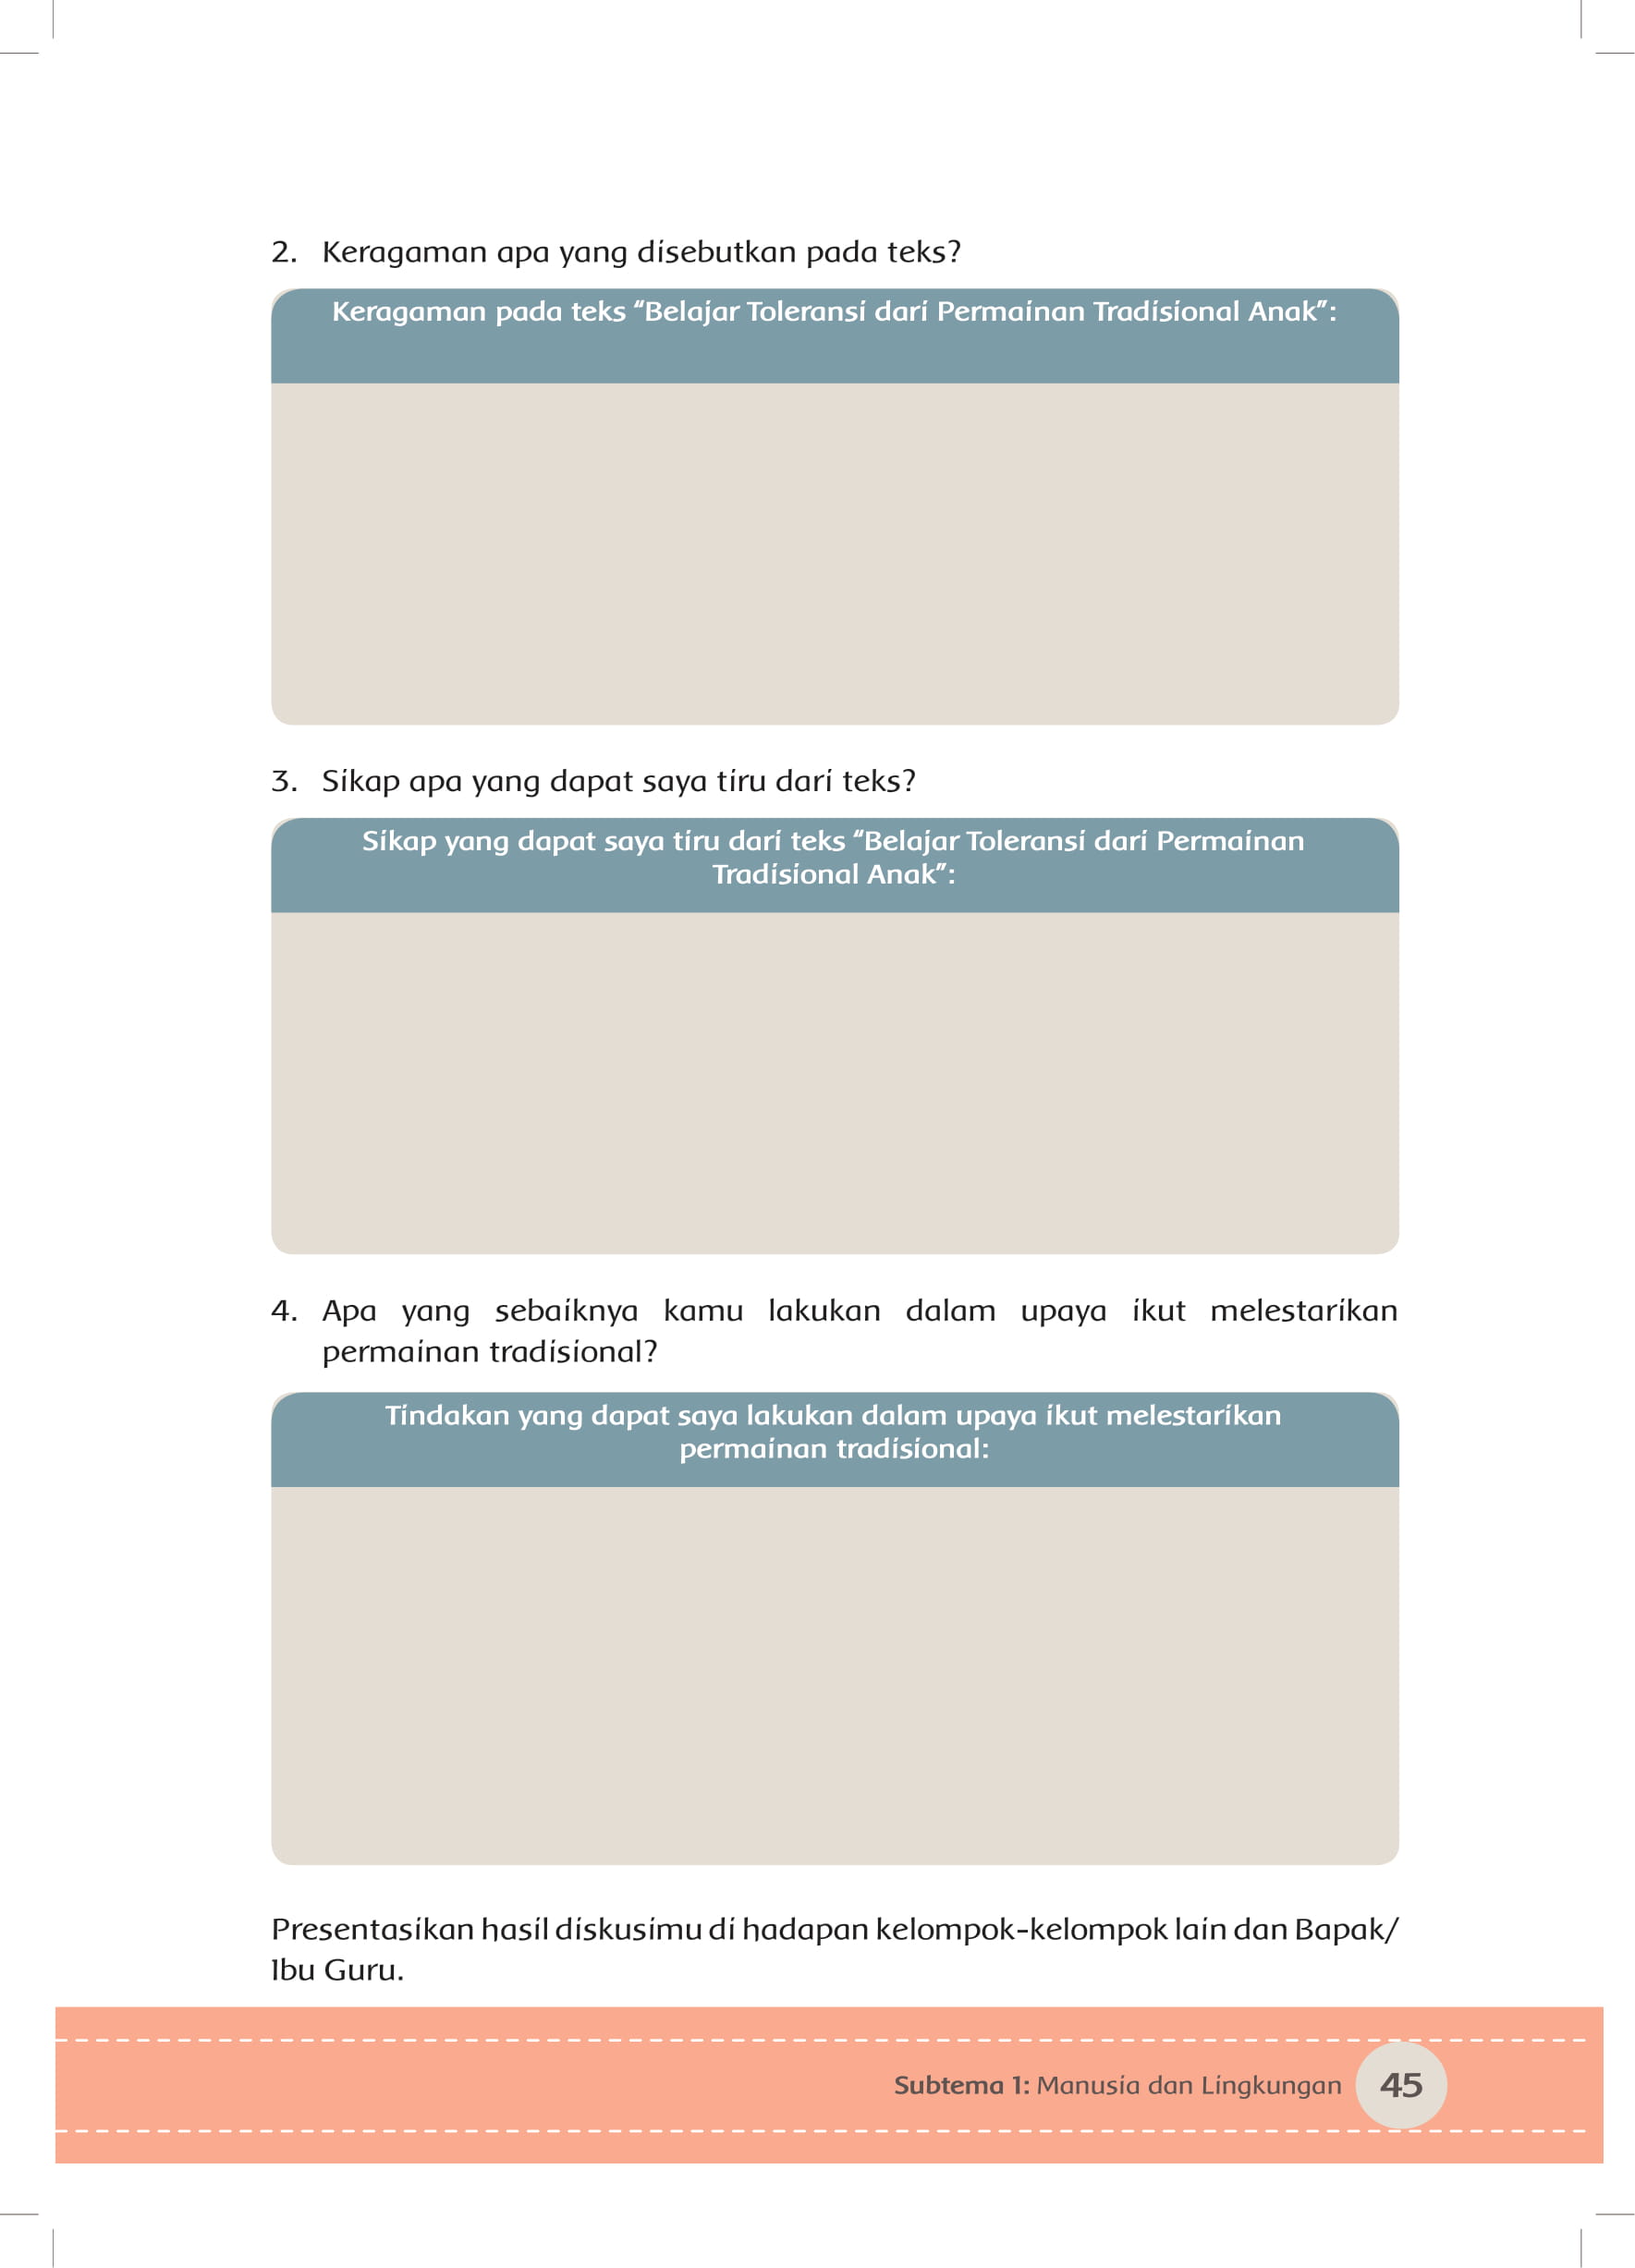 2. Keragaman apa yang disebutkan pada teks?
Keragaman pada teks “Belajar Toleransi dari Permainan Tradisional Anak”:
3. Sikap apa yang dapat saya tiru dari teks?
Sikap yang dapat saya tiru dari teks “Belajar Toleransi dari Permainan
Tradisional Anak”:
4. Apa yang sebaiknya kamu lakukan dalam upaya ikut melestarikan
permainan tradisional?
Tindakan yang dapat saya lakukan dalam upaya ikut melestarikan
permainan tradisional:
Presentasikan hasil diskusimu di hadapan kelompok-kelompok lain dan Bapak/
Ibu Guru.
Subtema 1: Manusia dan Lingkungan 45